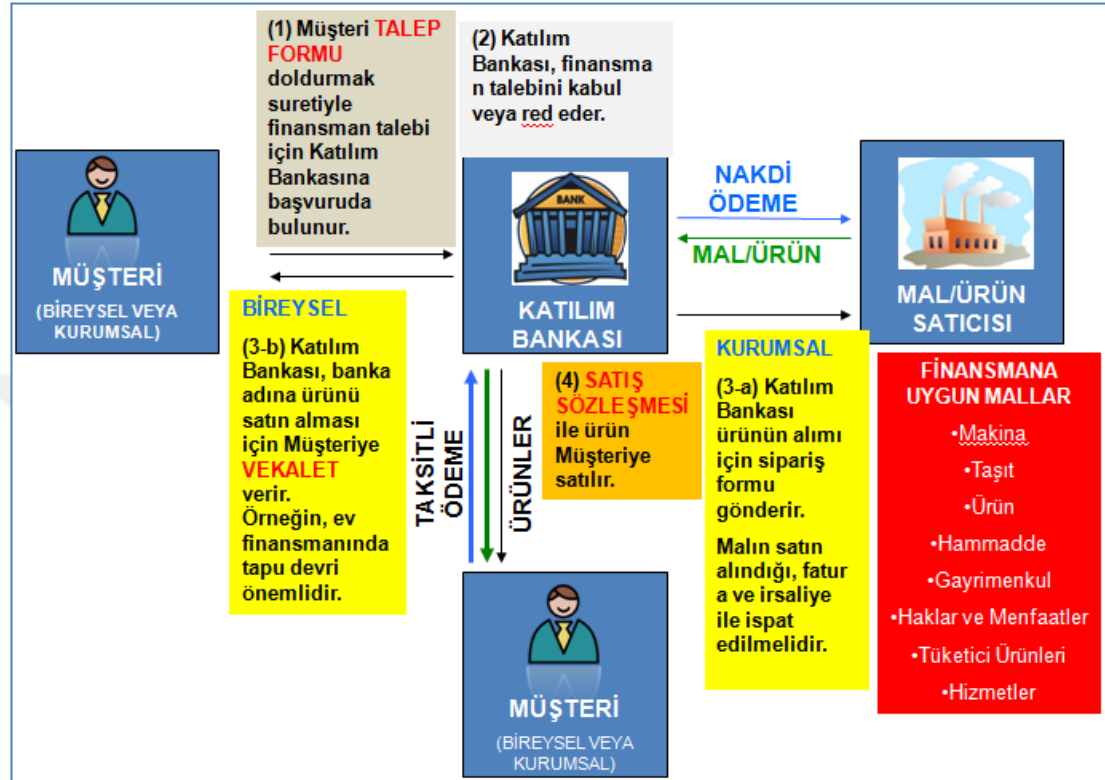 (1) Müşteri TALEP
FORMU
doldurmak
suretiyle
finansman talebi
için Katılım
Bankasına
başvuruda
bulunur.
(2) Katılım
Bankası, finansma
n talebini kabul
veya red eder.
MÜŞTERİ
(BİREYSEL VEYA
KURUMSAL)
BANK
KATILIM
BANKASI
NAKDİ
ÖDEME
MAL/ÜRÜN
MAL/ÜRÜN
SATICISI
BİREYSEL
(3-b) Katılım
Bankası, banka
adına ürünü
satın alması
için Müşteriye
VEKALET
verir.
Örneğin, ev
finansmanında
tapu devri
önemlidir.
TAKSİTLİ
ÖDEME
ÜRÜNLER
(4) SATIŞ
SÖZLEŞMESİ
ile ürün
Müşteriye
satılır.
KURUMSAL
(3-a) Katılım
Bankası
ürünün alımı
için sipariş
formu
gönderir.
Malın satın
alındığı, fatur
a ve irsaliye
ile ispat
edilmelidir.
FİNANSMANA
UYGUN MALLAR
•Makina
•Taşıt
•Ürün
•Hammadde
•Gayrimenkul
•Haklar ve Menfaatler
•Tüketici Ürünleri
•Hizmetler
MÜŞTERİ
(BİREYSEL VEYA
KURUMSAL)